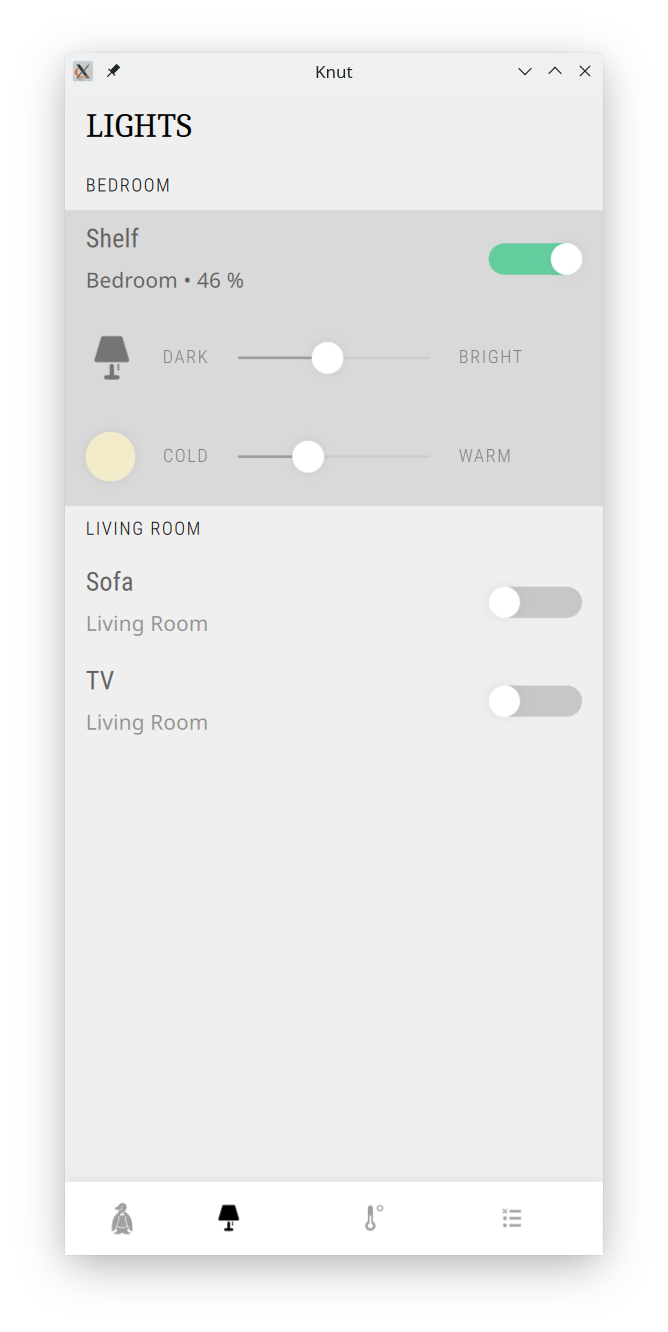 Knut
LIGHTS
BEDROOM
Shelf
Bedroom • 46 %
DARK BRIGHT
COLD WARM
LIVING ROOM
Sofa
Living Room
TV
Living Room